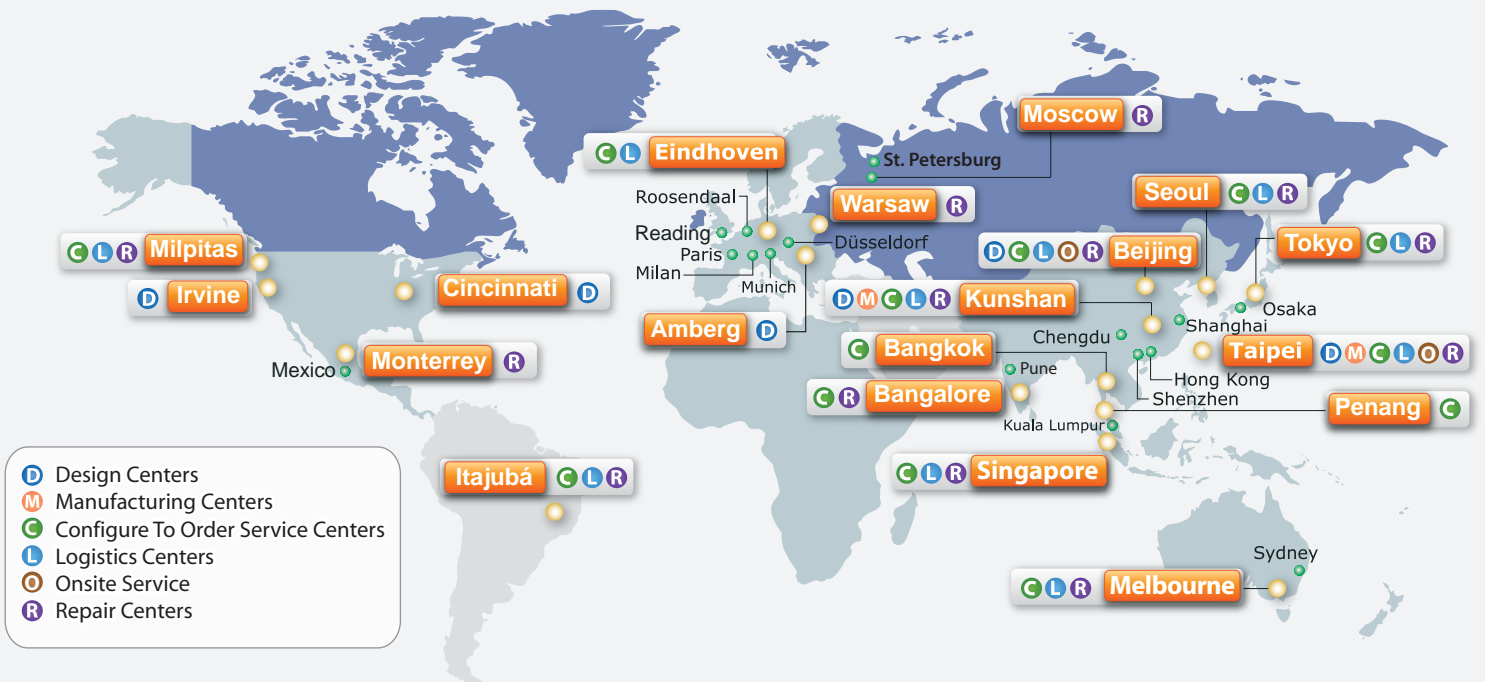 Moscow R
C L Eindhoven
St. Petersburg
Roosendaal
Warsaw R
Seoul C L R
Reading
Düsseldorf
Paris
Milan
Munich
C L R Milpitas
D C L O R Beijing
Tokyo C L R
D Irvine
Cincinnati D
D M C L R Kunshan
Osaka
Amberg D
Shanghai
Chengdu
C Bangkok
Taipei D M C L O R
Mexico
Monterrey R
Pune
Hong Kong
C R Bangalore
Shenzhen
Penang C
Kuala Lumpur
C L R Singapore
Itajubá C L R
D Design Centers
M Manufacturing Centers
C Configure To Order Service Centers
L Logistics Centers
O Onsite Service
R Repair Centers
Sydney
C L R Melbourne